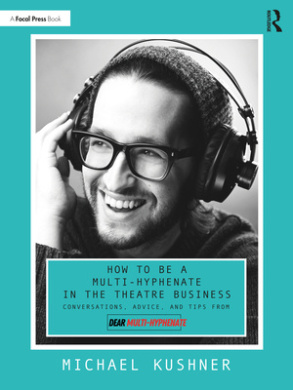 A Focal Press Book
R
HOW TO BE A
MULTI-HYPHENATE
IN THE THEATRE BUSINESS
CONVERSATIONS, ADVICE, AND TIPS FROM
DEAR MULTI-HYPHENATE
MICHAEL KUSHNER